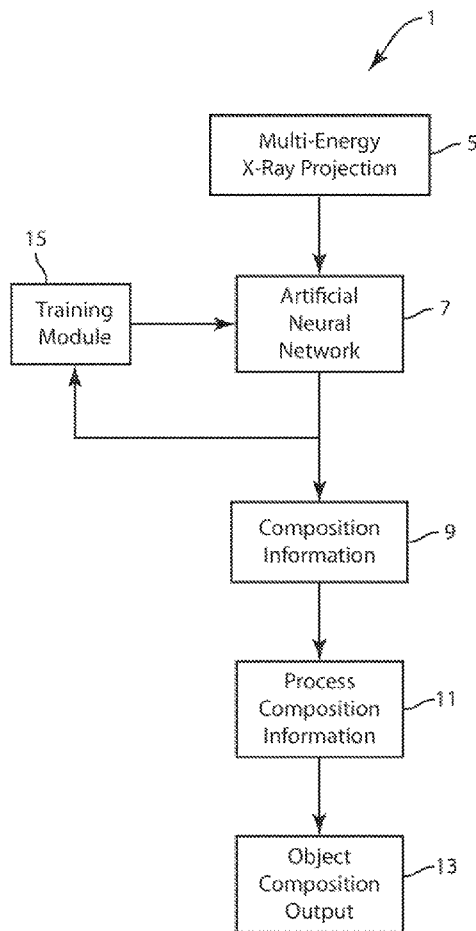 1
Multi-Energy
X-Ray Projection
5
15
Training
Module
Artificial
Neural
Network
7
Composition
Information
9
Process
Composition
Information
11
Object
Composition
Output
13